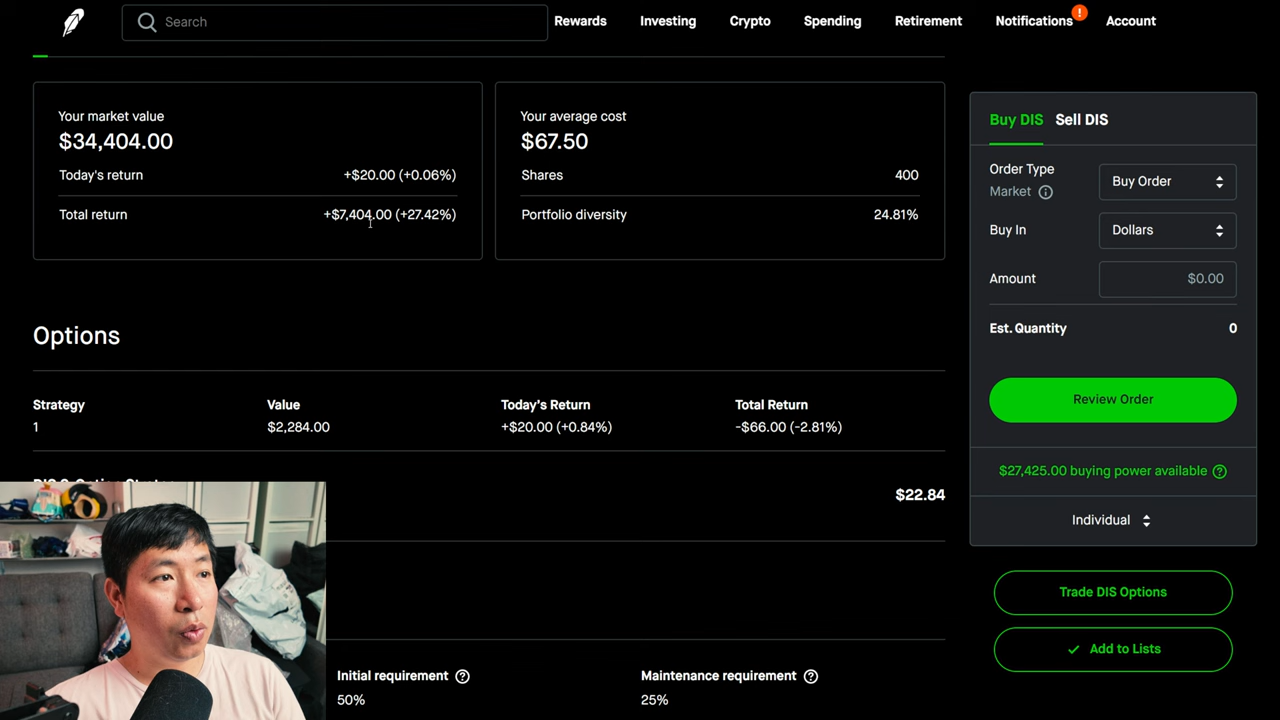 Search
Rewards
Investing
Crypto
Spending
Retirement
Notifications
!
Account
Your market value
$34,404.00
Today's return +$20.00 (+0.06%)
Total return +$7,404.00 (+27.42%)
Your average cost
$67.50
Shares 400
Portfolio diversity 24.81%
Buy DIS Sell DIS
Order Type
Market
Buy Order
Buy In Dollars
Amount $0.00
Est. Quantity 0
Review Order
$27,425.00 buying power available
Individual
Trade DIS Options
Add to Lists
Options
Strategy Value Today's Return Total Return
1 $2,284.00 +$20.00 (+0.84%) -$66.00 (-2.81%)
$22.84
Initial requirement Maintenance requirement
50% 25%